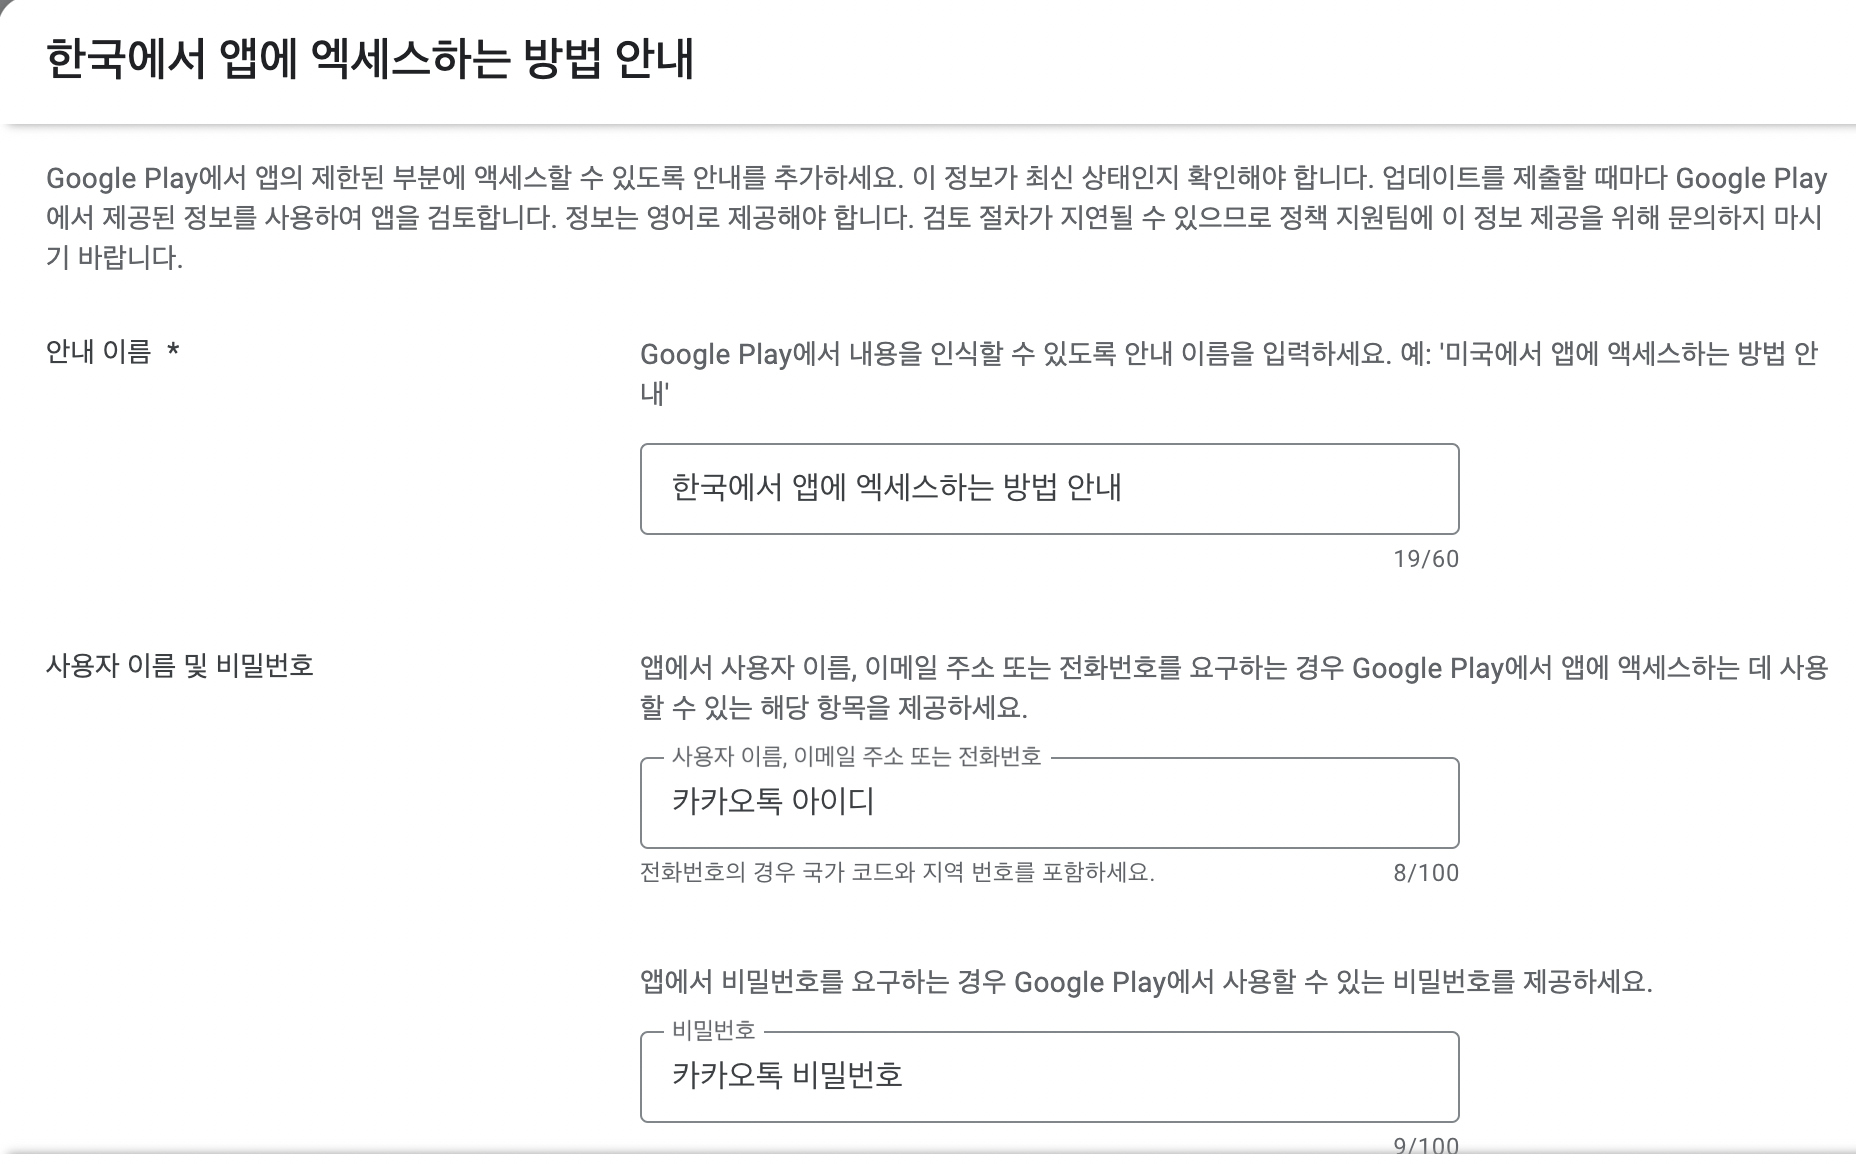 한국에서 앱에 엑세스하는 방법 안내
Google Play에서 앱의 제한된 부분에 액세스할 수 있도록 안내를 추가하세요. 이 정보가 최신 상태인지 확인해야 합니다. 업데이트를 제출할 때마다 Google Play
에서 제공된 정보를 사용하여 앱을 검토합니다. 정보는 영어로 제공해야 합니다. 검토 절차가 지연될 수 있으므로 정책 지원팀에 이 정보 제공을 위해 문의하지 마시
기 바랍니다.
안내 이름 *
Google Play에서 내용을 인식할 수 있도록 안내 이름을 입력하세요. 예: '미국에서 앱에 액세스하는 방법 안
내'
한국에서 앱에 엑세스하는 방법 안내
19/60
사용자 이름 및 비밀번호
앱에서 사용자 이름, 이메일 주소 또는 전화번호를 요구하는 경우 Google Play에서 앱에 액세스하는 데 사용
할 수 있는 해당 항목을 제공하세요.
사용자 이름, 이메일 주소 또는 전화번호
카카오톡 아이디
전화번호의 경우 국가 코드와 지역 번호를 포함하세요.
8/100
앱에서 비밀번호를 요구하는 경우 Google Play에서 사용할 수 있는 비밀번호를 제공하세요.
비밀번호
카카오톡 비밀번호
9/100